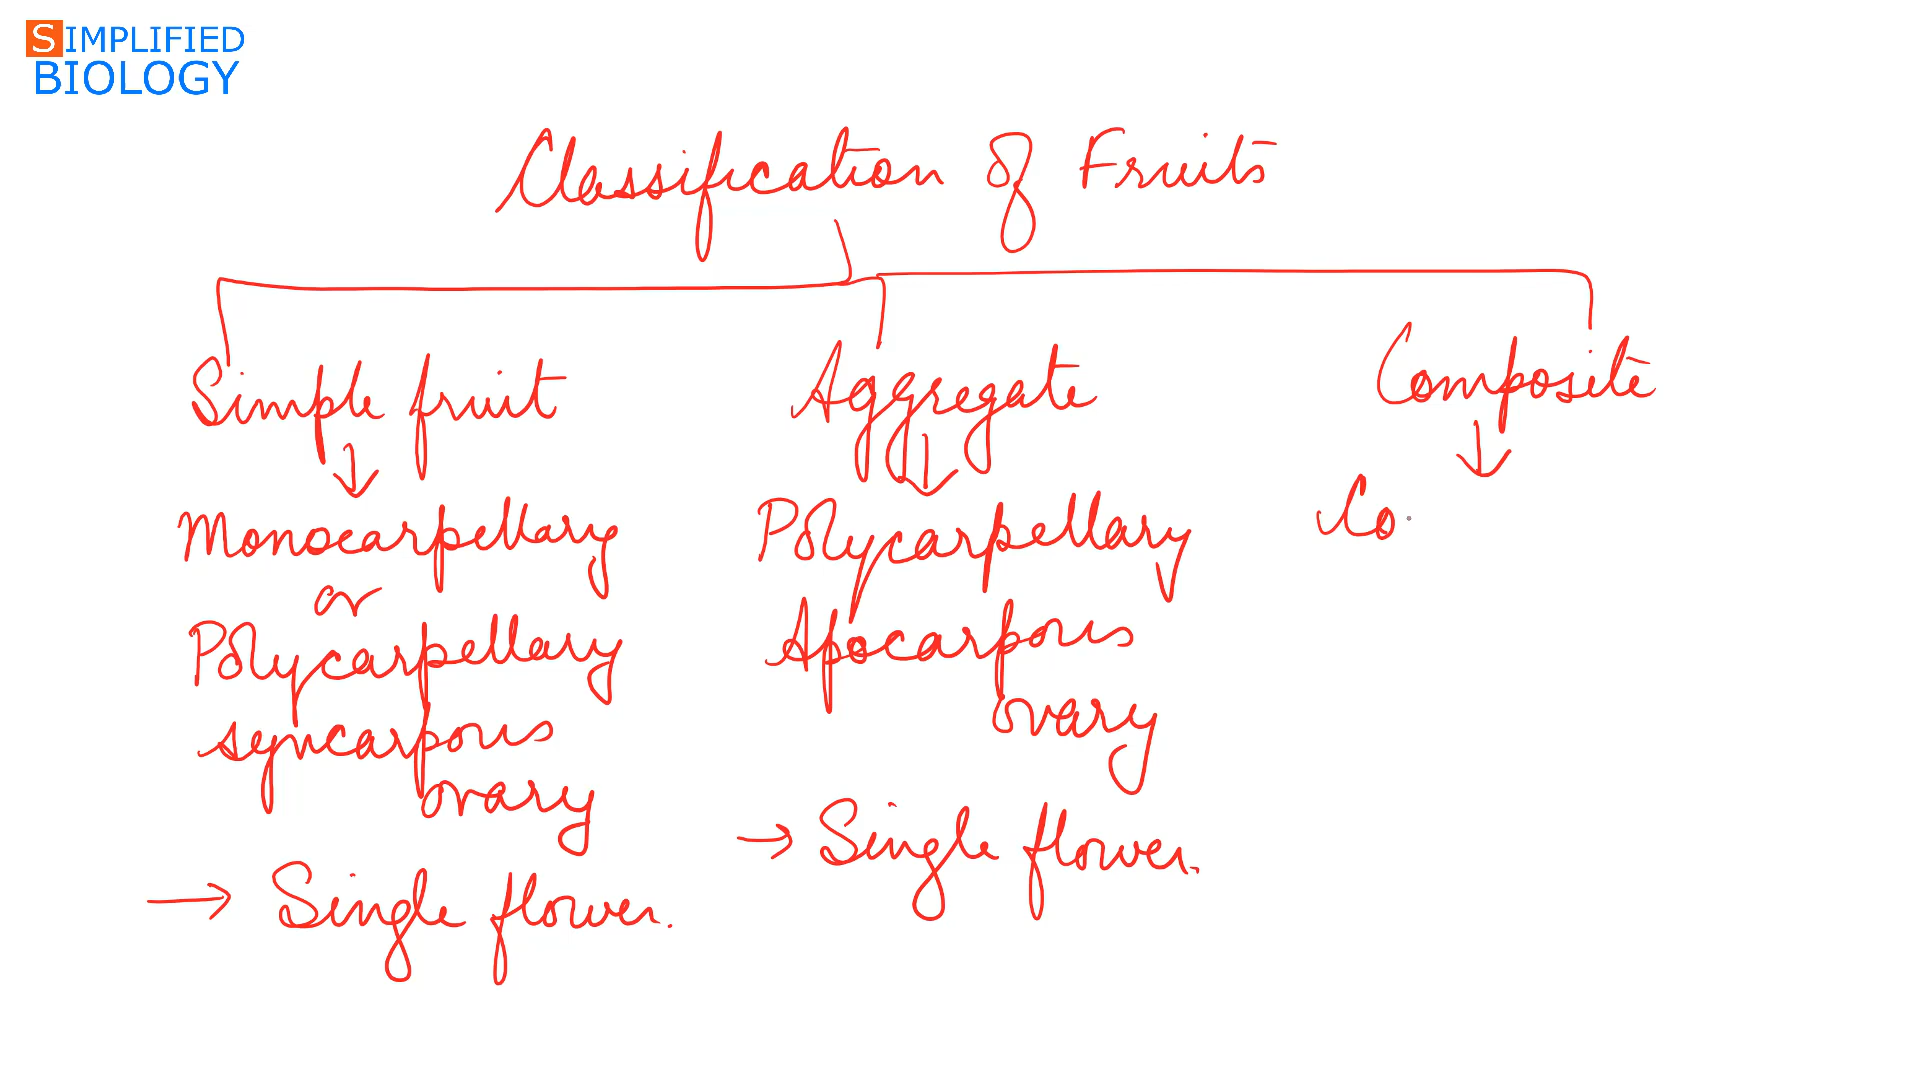 SIMPLIFIED
BIOLOGY
Classification of Fruits
Simple fruit
Monocarpellary
or
Polycarpellary
syncarpous
ovary
→ Single flower.
Aggregate
Polycarpellary
Apocarpous
ovary
→ Single flower.
Composite
Co